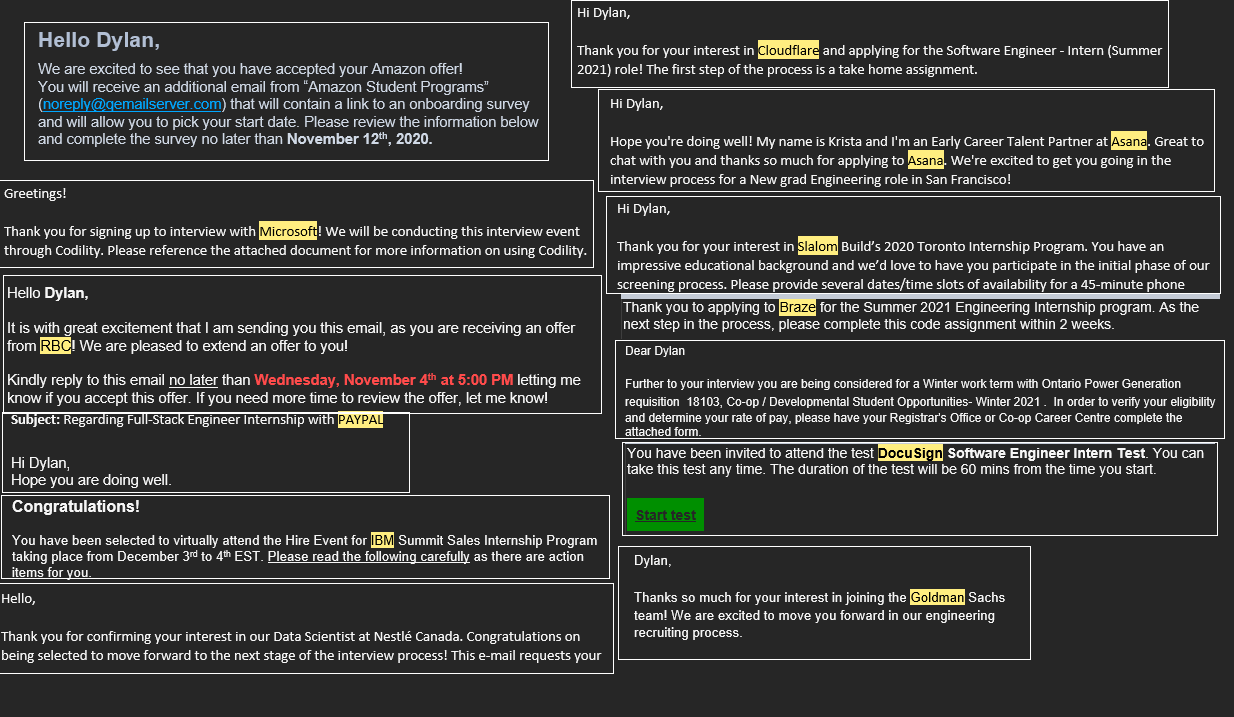 Hello Dylan,
We are excited to see that you have accepted your Amazon offer!
You will receive an additional email from “Amazon Student Programs”
(noreply@qemailserver.com) that will contain a link to an onboarding survey
and will allow you to pick your start date. Please review the information below
and complete the survey no later than November 12th, 2020.
Greetings!
Thank you for signing up to interview with Microsoft! We will be conducting this interview event
through Codility. Please reference the attached document for more information on using Codility.
Hello Dylan,
It is with great excitement that I am sending you this email, as you are receiving an offer
from RBC! We are pleased to extend an offer to you!
Kindly reply to this email no later than Wednesday, November 4th at 5:00 PM letting me
know if you accept this offer. If you need more time to review the offer, let me know!
Subject: Regarding Full-Stack Engineer Internship with PAYPAL
Hi Dylan,
Hope you are doing well.
Congratulations!
You have been selected to virtually attend the Hire Event for IBM Summit Sales Internship Program
taking place from December 3rd to 4th EST. Please read the following carefully as there are action
items for you.
Hello,
Thank you for confirming your interest in our Data Scientist at Nestlé Canada. Congratulations on
being selected to move forward to the next stage of the interview process! This e-mail requests your
Hi Dylan,
Thank you for your interest in Cloudflare and applying for the Software Engineer - Intern (Summer
2021) role! The first step of the process is a take home assignment.
Hi Dylan,
Hope you're doing well! My name is Krista and I'm an Early Career Talent Partner at Asana. Great to
chat with you and thanks so much for applying to Asana. We're excited to get you going in the
interview process for a New grad Engineering role in San Francisco!
Hi Dylan,
Thank you for your interest in Slalom Build’s 2020 Toronto Internship Program. You have an
impressive educational background and we’d love to have you participate in the initial phase of our
screening process. Please provide several dates/time slots of availability for a 45-minute phone
Thank you to applying to Braze for the Summer 2021 Engineering Internship program. As the
next step in the process, please complete this code assignment within 2 weeks.
Dear Dylan
Further to your interview you are being considered for a Winter work term with Ontario Power Generation
requisition 18103, Co-op / Developmental Student Opportunities- Winter 2021 . In order to verify your eligibility
and determine your rate of pay, please have your Registrar's Office or Co-op Career Centre complete the
attached form.
You have been invited to attend the test DocuSign Software Engineer Intern Test. You can
take this test any time. The duration of the test will be 60 mins from the time you start.
Start test
Dylan,
Thanks so much for your interest in joining the Goldman Sachs
team! We are excited to move you forward in our engineering
recruiting process.